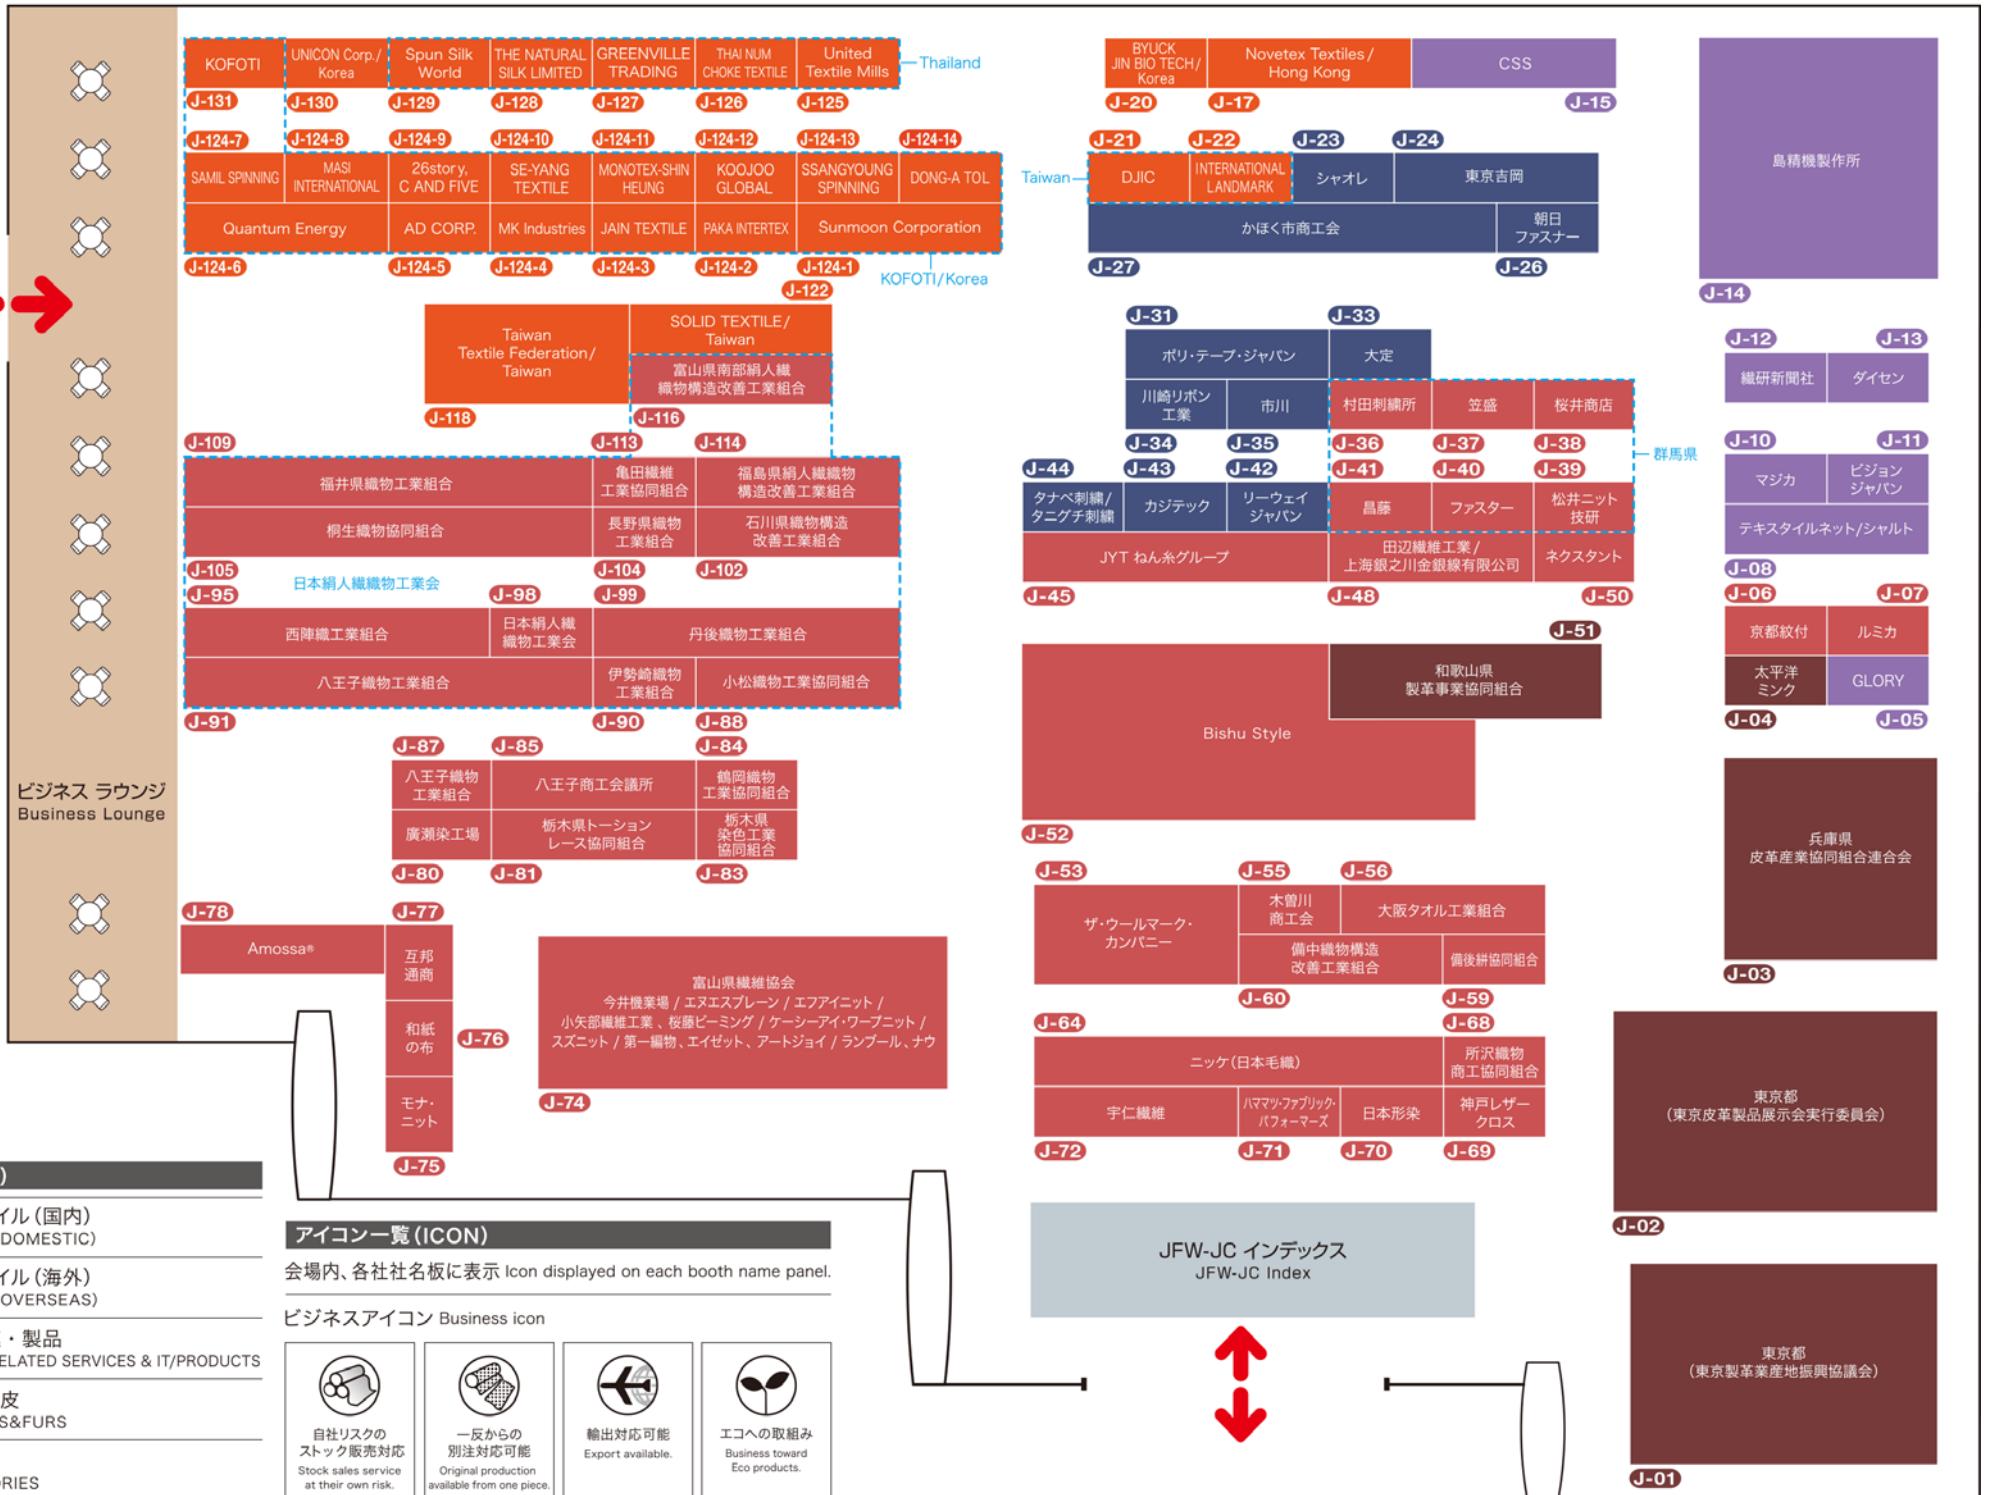 KOFOTI
UNICON Corp./
Korea
Spun Silk
World
THE NATURAL
SILK LIMITED
GREENVILLE
TRADING
THAI NUM
CHOKE TEXTILE
United
Textile Mills
Thailand
J-131
J-130
J-129
J-128
J-127
J-126
J-125
J-124-7
J-124-8
J-124-9
J-124-10
J-124-11
J-124-12
J-124-13
J-124-14
SAMIL SPINNING
MASI
INTERNATIONAL
26story,
C AND FIVE
SE-YANG
TEXTILE
MONOTEX-SHIN
HEUNG
KOOJOO
GLOBAL
SSANGYOUNG
SPINNING
DONG-A TOL
Quantum Energy
AD CORP.
MK Industries
JAIN TEXTILE
PAKA INTERTEX
Sunmoon Corporation
J-124-6
J-124-5
J-124-4
J-124-3
J-124-2
J-124-1
KOFOTI/Korea
J-122
Taiwan
Textile Federation/
Taiwan
SOLID TEXTILE/
Taiwan
富山県南部絹人繊
織物構造改善工業組合
J-118
J-116
J-109
J-113
J-114
福井県織物工業組合
亀田繊維
工業協同組合
福島県絹人繊織物
構造改善工業組合
桐生織物協同組合
長野県織物
工業組合
石川県織物構造
改善工業組合
J-105
J-104
J-102
日本絹人繊織物工業会
J-95
J-98
J-99
西陣織工業組合
日本絹人繊
織物工業会
丹後織物工業組合
八王子織物工業組合
伊勢崎織物
工業組合
小松織物工業協同組合
J-91
J-90
J-88
J-87
J-85
J-84
八王子織物
工業組合
八王子商工会議所
鶴岡織物
工業協同組合
廣瀬染工場
栃木県トーション
レース協同組合
栃木県
染色工業
協同組合
J-80
J-81
J-83
ビジネス ラウンジ
Business Lounge
J-78
J-77
Amossa®
互邦
通商
和紙
の布
J-76
モナ・
ニット
J-75
富山県繊維協会
今井機業場 / エヌエスプレーン / エフアイニット /
小矢部繊維工業 、桜藤ビーミング / ケーシーアイ・ワープニット /
スズニット / 第一編物、エイゼット、アートジョイ / ランブール、ナウ
J-74
BYUCK
JIN BIO TECH/
Korea
Novetex Textiles/
Hong Kong
CSS
J-20
J-17
J-15
J-21
J-22
J-23
J-24
Taiwan
DJIC
INTERNATIONAL
LANDMARK
シャオレ
東京吉岡
かほく市商工会
朝日
ファスナー
J-27
J-26
J-31
J-33
ポリ・テープ・ジャパン
大定
川崎リボン
工業
市川
村田刺繍所
笠盛
桜井商店
J-34
J-35
J-36
J-37
J-38
群馬県
J-44
J-43
J-42
J-41
J-40
J-39
タナベ刺繍/
タニグチ刺繍
カジテック
リーウェイ
ジャパン
昌藤
ファスター
松井ニット
技研
JYT ねん糸グループ
田辺繊維工業/
上海銀之川金銀線有限公司
ネクスタント
J-45
J-48
J-50
J-51
Bishu Style
和歌山県
製革事業協同組合
J-52
J-53
J-55
J-56
ザ・ウールマーク・
カンパニー
木曽川
商工会
大阪タオル工業組合
備中織物構造
改善工業組合
備後絣協同組合
J-60
J-59
J-64
J-68
ニッケ(日本毛織)
所沢織物
商工協同組合
宇仁繊維
ハママツ・ファブリック・
パフォーマーズ
日本形染
神戸レザー
クロス
J-72
J-71
J-70
J-69
JFW-JC インデックス
JFW-JC Index
島精機製作所
J-14
J-12
J-13
繊研新聞社
ダイセン
J-10
J-11
マジカ
ビジョン
ジャパン
テキスタイルネット/シャルト
J-08
J-06
J-07
京都紋付
ルミカ
太平洋
ミンク
GLORY
J-04
J-05
兵庫県
皮革産業協同組合連合会
J-03
東京都
(東京皮革製品展示会実行委員会)
J-02
東京都
(東京製革業産地振興協議会)
J-01
)
イル (国内)
DOMESTIC)
イル (海外)
OVERSEAS)
・製品
ELATED SERVICES & IT/PRODUCTS
皮
S&FURS
RIES
アイコン一覧(ICON)
会場内、各社社名板に表示 Icon displayed on each booth name panel.
ビジネスアイコン Business icon
自社リスクの
ストック販売対応
Stock sales service
at their own risk.
一反からの
別注対応可能
Original production
available from one piece.
輸出対応可能
Export available.
エコへの取組み
Business toward
Eco products.